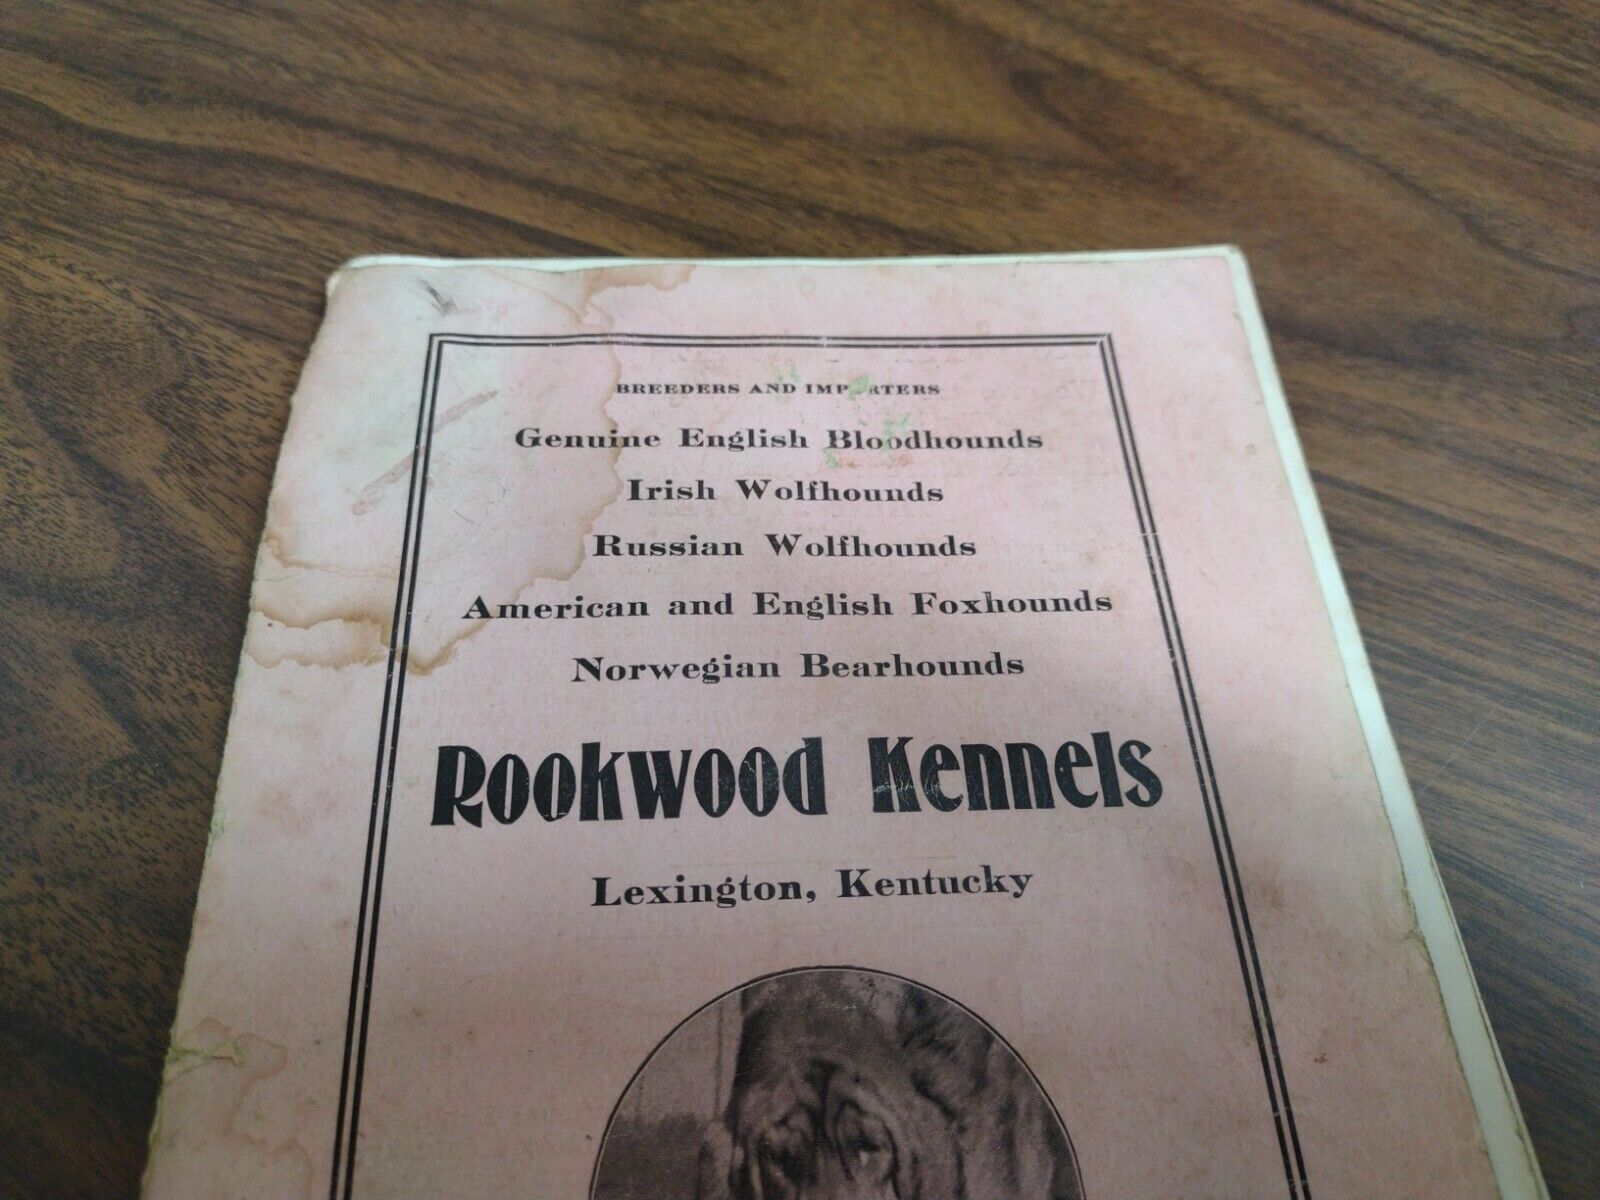 BREEDERS AND IMPORTERS
Genuine English Bloodhounds
Irish Wolfhounds
Russian Wolfhounds
American and English Foxhounds
Norwegian Bearhounds
Rookwood Kennels
Lexington, Kentucky